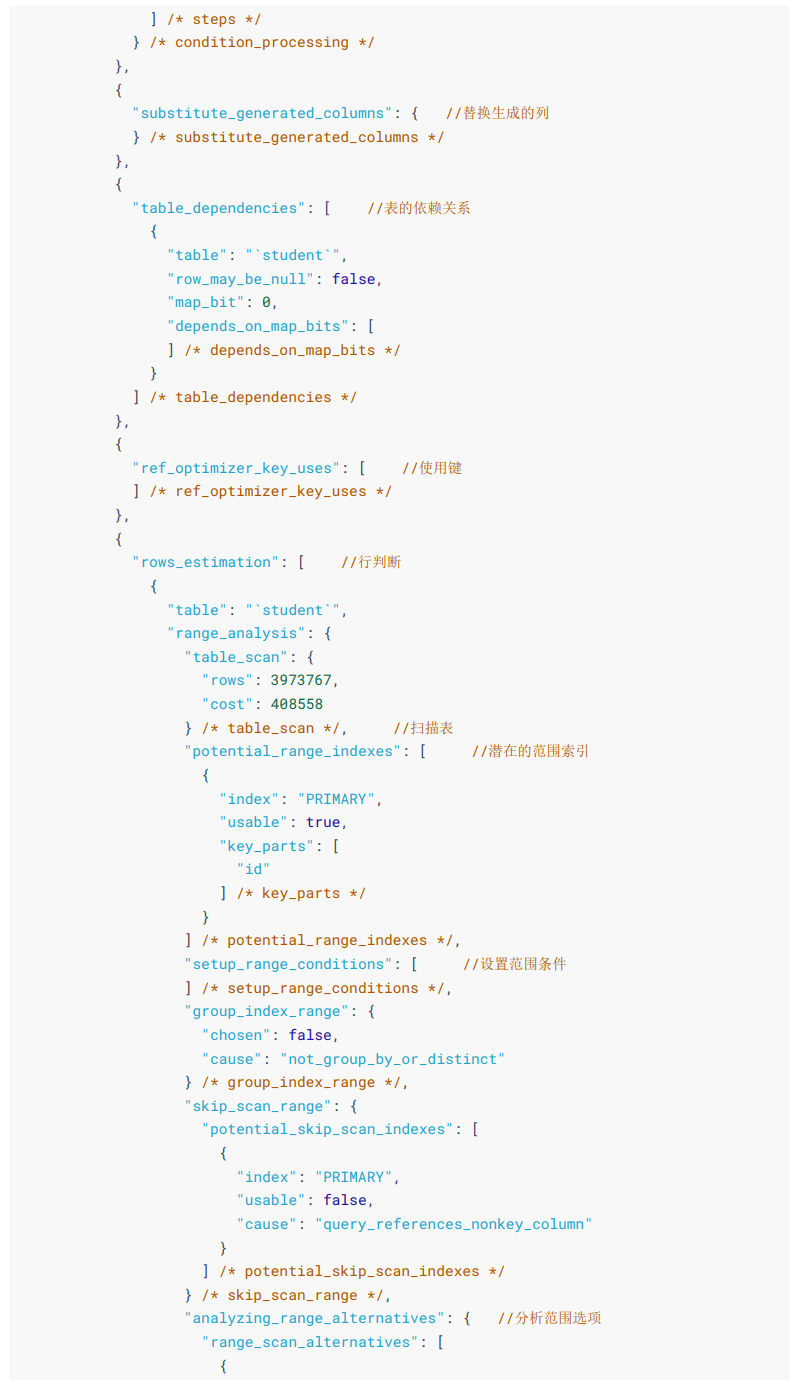 ] /* steps */
} /* condition_processing */
},
{
"substitute_generated_columns": { //替换生成的列
} /* substitute_generated_columns */
},
{
"table_dependencies": [ //表的依赖关系
{
"table": "`student`",
"row_may_be_null": false,
"map_bit": 0,
"depends_on_map_bits": [
] /* depends_on_map_bits */
}
] /* table_dependencies */
},
{
"ref_optimizer_key_uses": [ //使用键
] /* ref_optimizer_key_uses */
},
{
"rows_estimation": [ //行判断
{
"table": "`student`",
"range_analysis": {
"table_scan": {
"rows": 3973767,
"cost": 408558
} /* table_scan */, //扫描表
"potential_range_indexes": [ //潜在的范围索引
{
"index": "PRIMARY",
"usable": true,
"key_parts": [
"id"
] /* key_parts */
}
] /* potential_range_indexes */,
"setup_range_conditions": [ //设置范围条件
] /* setup_range_conditions */,
"group_index_range": {
"chosen": false,
"cause": "not_group_by_or_distinct"
} /* group_index_range */,
"skip_scan_range": {
"potential_skip_scan_indexes": [
{
"index": "PRIMARY",
"usable": false,
"cause": "query_references_nonkey_column"
}
] /* potential_skip_scan_indexes */
} /* skip_scan_range */,
"analyzing_range_alternatives": { //分析范围选项
"range_scan_alternatives": [
{